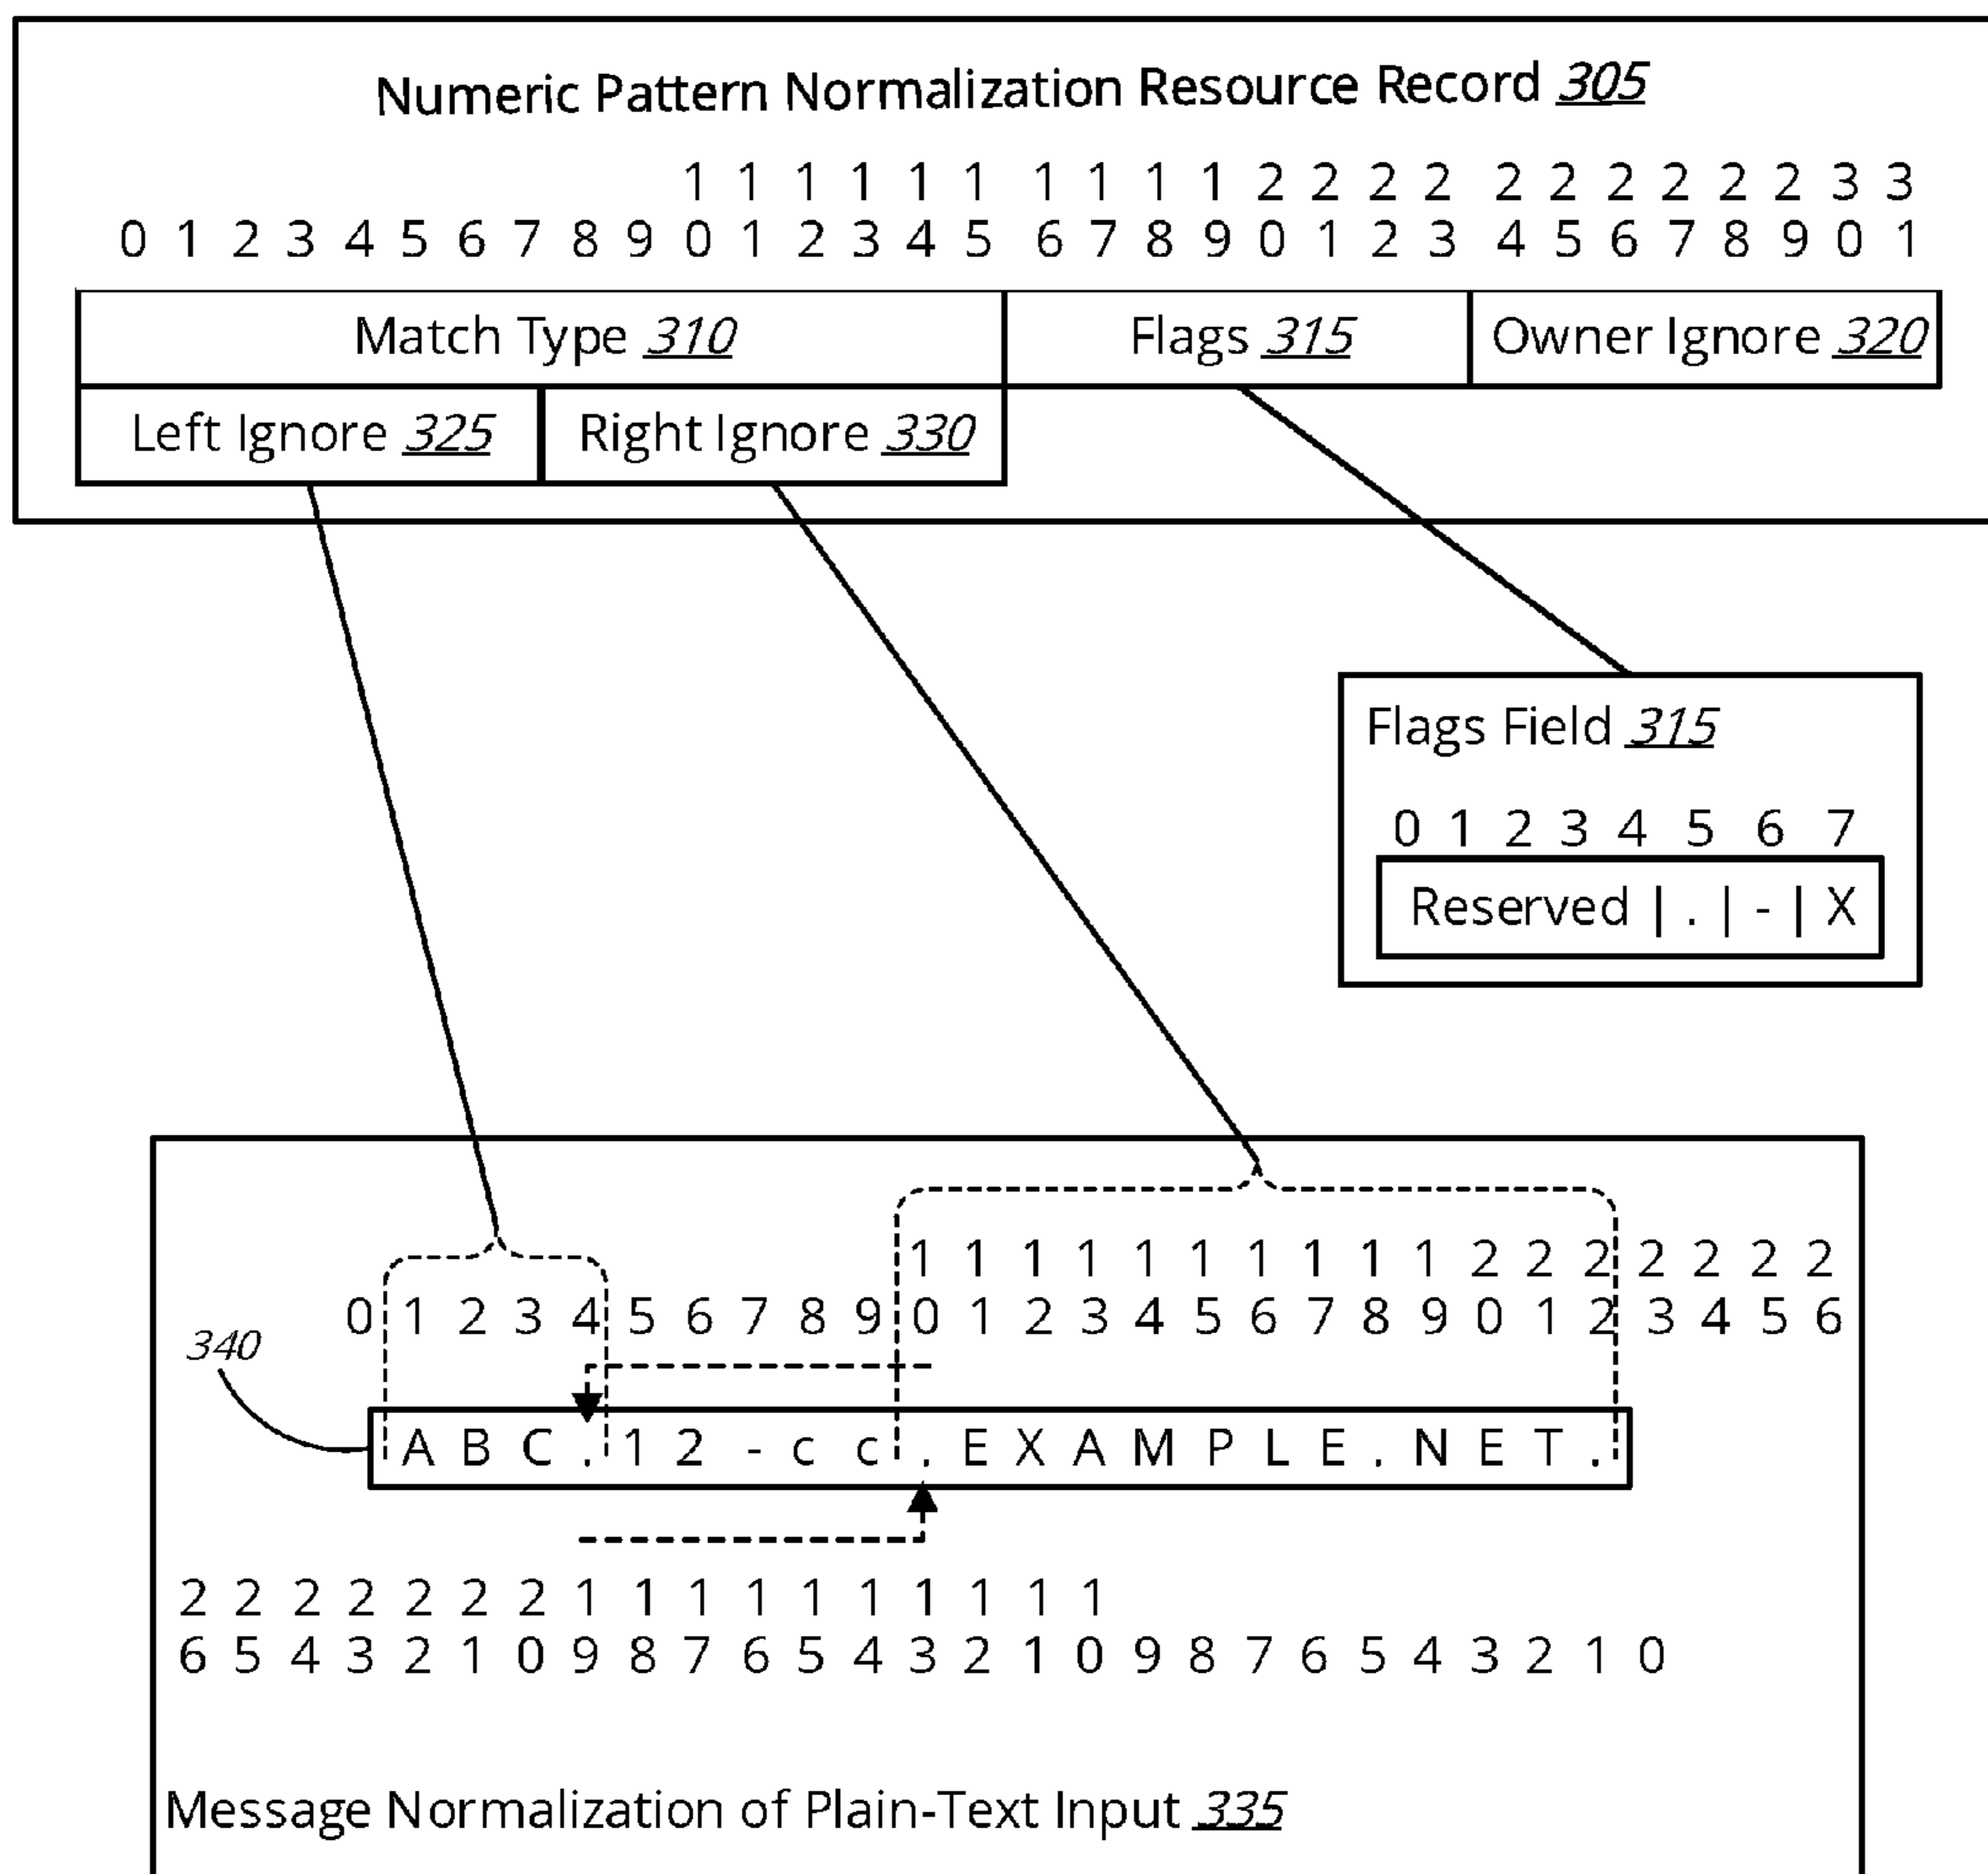 Numeric Pattern Normalization Resource Record 305
1 1 1 1 1 1 1 1 1 1 2 2 2 2 2 2 2 2 2 2 3 3
0 1 2 3 4 5 6 7 8 9 0 1 2 3 4 5 6 7 8 9 0 1 2 3 4 5 6 7 8 9 0 1
Match Type 310 Flags 315 Owner Ignore 320
Left Ignore 325 Right Ignore 330
Flags Field 315
0 1 2 3 4 5 6 7
Reserved | . | - | X
1 1 1 1 1 1 1 1 1 1 2 2 2 2 2 2 2
0 1 2 3 4 5 6 7 8 9 0 1 2 3 4 5 6 7 8 9 0 1 2 3 4 5 6
340
A B C . 1 2 - c c . E X A M P L E . N E T .
2 2 2 2 2 2 2 1 1 1 1 1 1 1 1 1 1
6 5 4 3 2 1 0 9 8 7 6 5 4 3 2 1 0 9 8 7 6 5 4 3 2 1 0
Message Normalization of Plain-Text Input 335